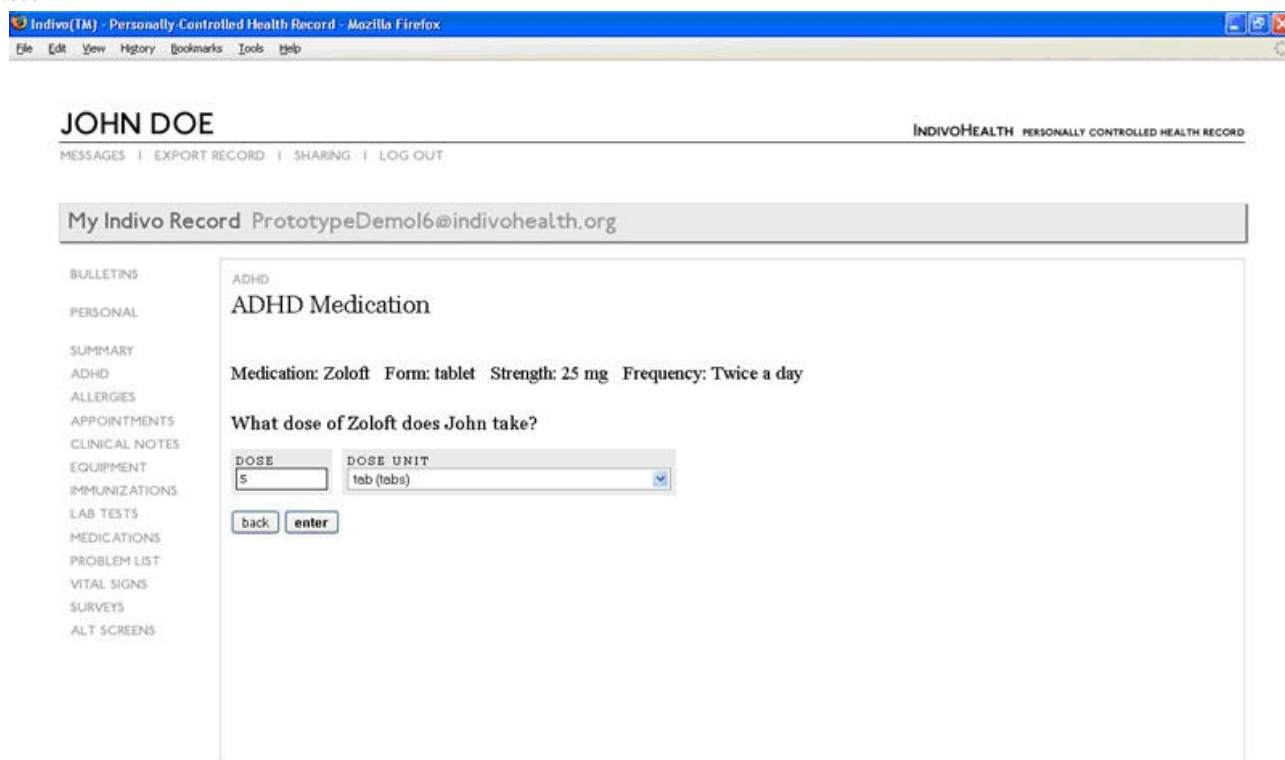 Indivo(TM) - Personally-Controlled Health Record - Mozilla Firefox
File Edit View History Bookmarks Tools Help
JOHN DOE
INDIVOHEALTH PERSONALLY CONTROLLED HEALTH RECORD
MESSAGES | EXPORT RECORD | SHARING | LOG OUT
My Indivo Record PrototypeDemo16@indivohealth.org
BULLETINS
PERSONAL
SUMMARY
ADHD
ALLERGIES
APPOINTMENTS
CLINICAL NOTES
EQUIPMENT
IMMUNIZATIONS
LAB TESTS
MEDICATIONS
PROBLEM LIST
VITAL SIGNS
SURVEYS
ALT SCREENS
ADHD
ADHD Medication
Medication: Zoloft Form: tablet Strength: 25 mg Frequency: Twice a day
What dose of Zoloft does John take?
DOSE DOSE UNIT
5 tab (tabs)
back enter